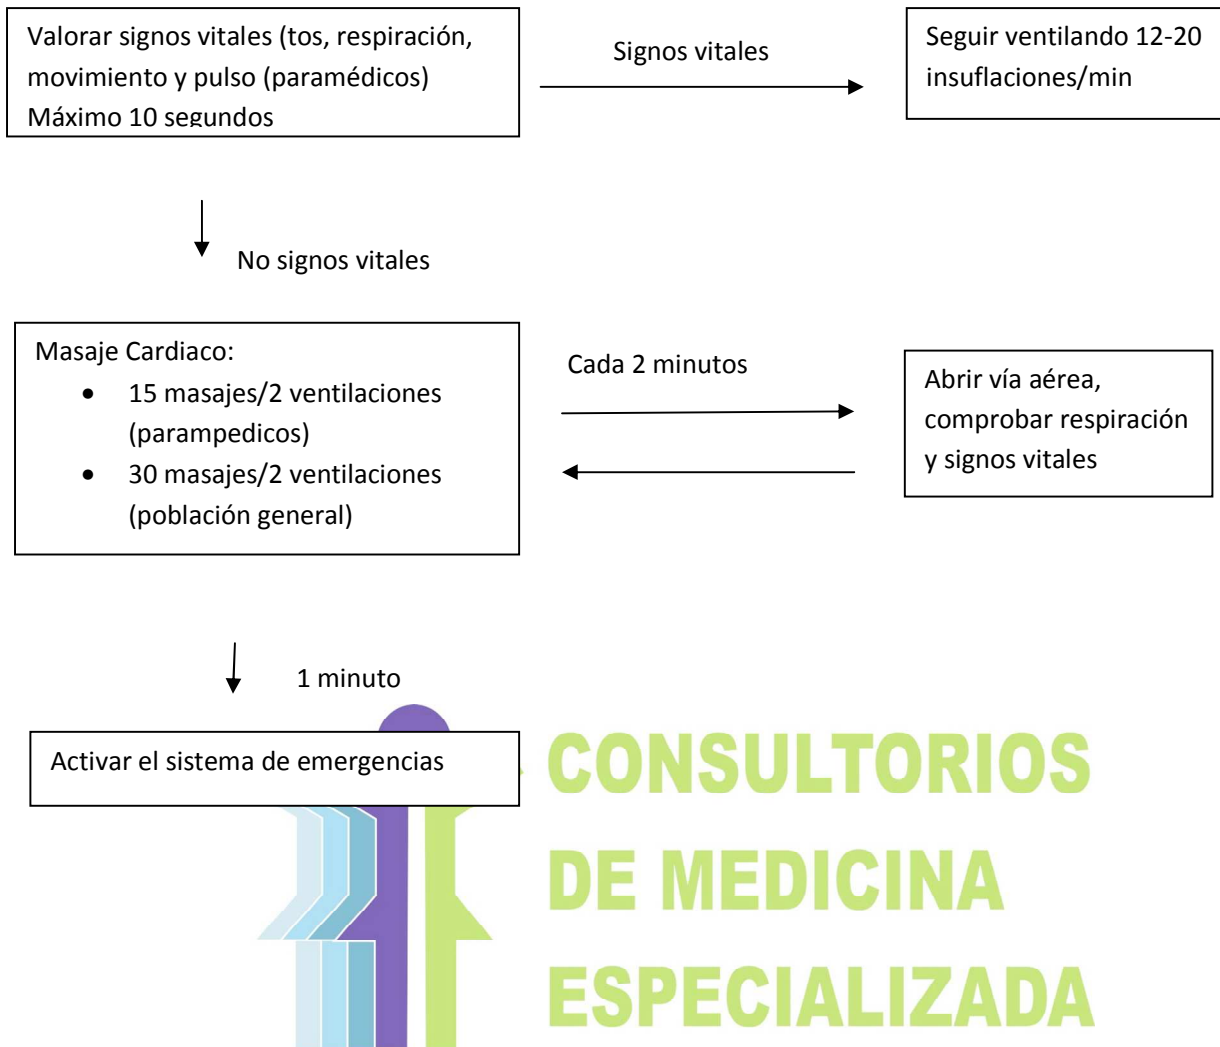 Valorar signos vitales (tos, respiración,
movimiento y pulso (paramédicos)
Máximo 10 segundos
Signos vitales
Seguir ventilando 12-20
insuflaciones/min
No signos vitales
Masaje Cardiaco:
• 15 masajes/2 ventilaciones
(parampedicos)
• 30 masajes/2 ventilaciones
(población general)
Cada 2 minutos
Abrir vía aérea,
comprobar respiración
y signos vitales
1 minuto
Activar el sistema de emergencias
CONSULTORIOS
DE MEDICINA
ESPECIALIZADA